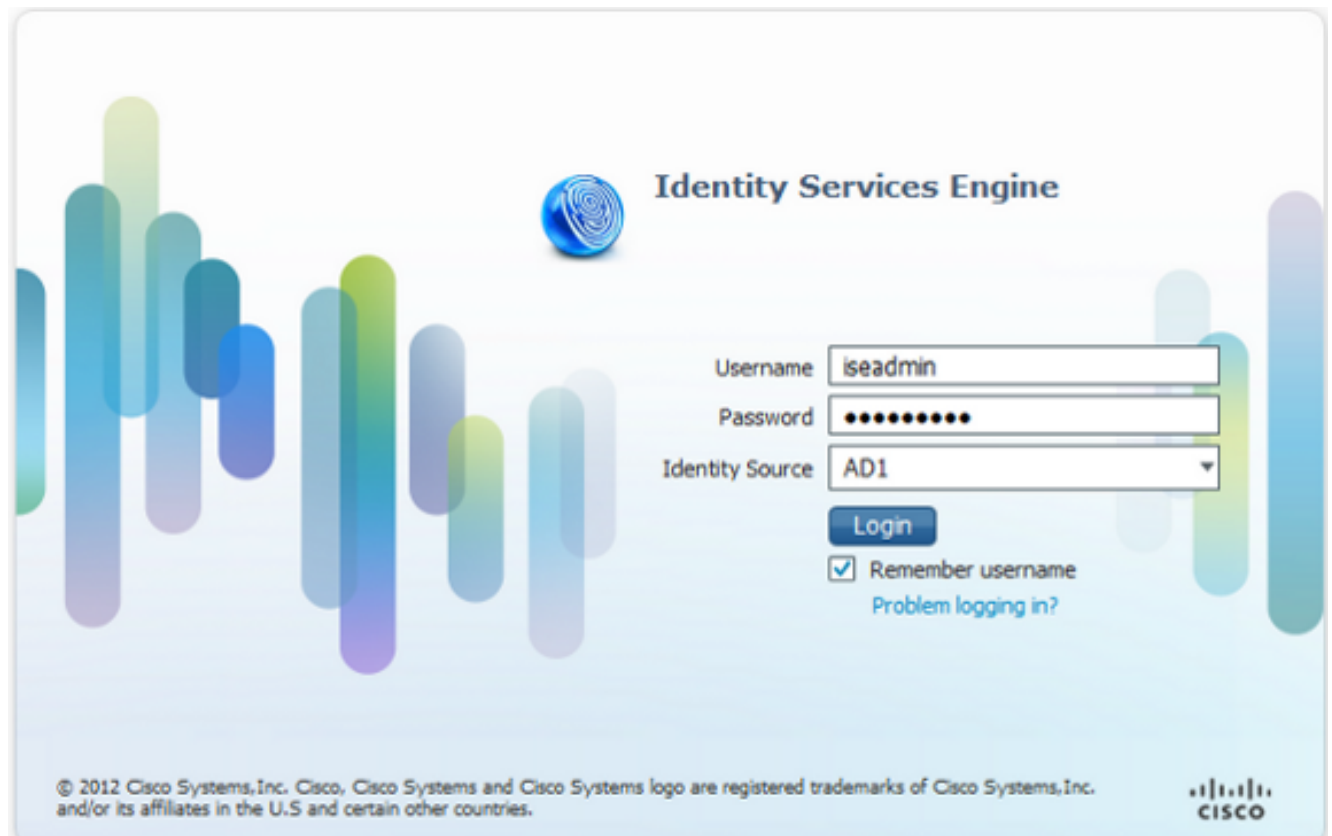 Identity Services Engine
Username iseadmin
Password •••••••••
Identity Source AD1
Login
Remember username
Problem logging in?
© 2012 Cisco Systems,Inc. Cisco, Cisco Systems and Cisco Systems logo are registered trademarks of Cisco Systems,Inc.
and/or its affiliates in the U.S and certain other countries.
CISCO